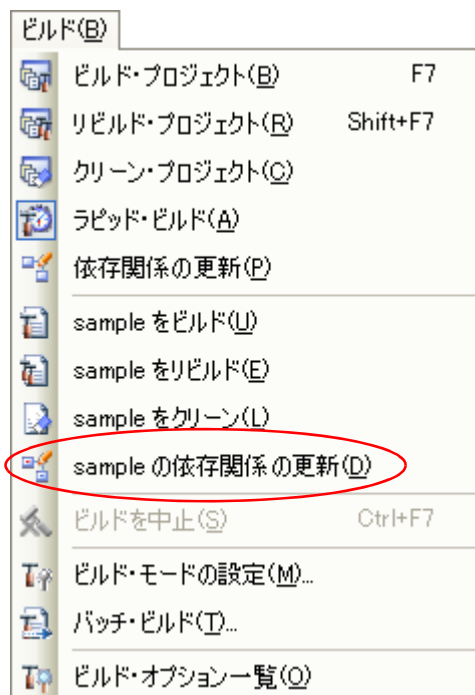 ビルド(B)
ビルド・プロジェクト(B) F7
リビルド・プロジェクト(R) Shift+F7
クリーン・プロジェクト(C)
ラピッド・ビルド(A)
依存関係の更新(P)
sample をビルド(U)
sample をリビルド(E)
sample をクリーン(L)
sample の依存関係の更新(D)
ビルドを中止(S) Ctrl+F7
ビルド・モードの設定(M)...
バッチ・ビルド(T)...
ビルド・オプション一覧(O)